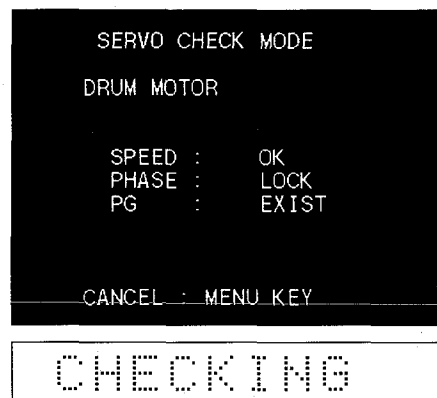 SERVO CHECK MODE
DRUM MOTOR
SPEED : OK
PHASE : LOCK
PG : EXIST
CANCEL : MENU KEY
CHECKING